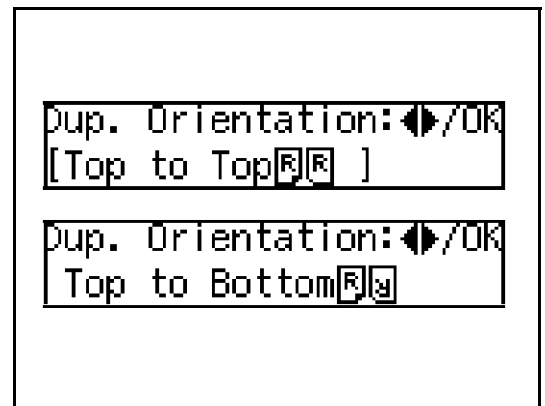 Dup. Orientation:◀▶/OK
[Top to Top R R ]
Dup. Orientation:◀▶/OK
Top to Bottom R R